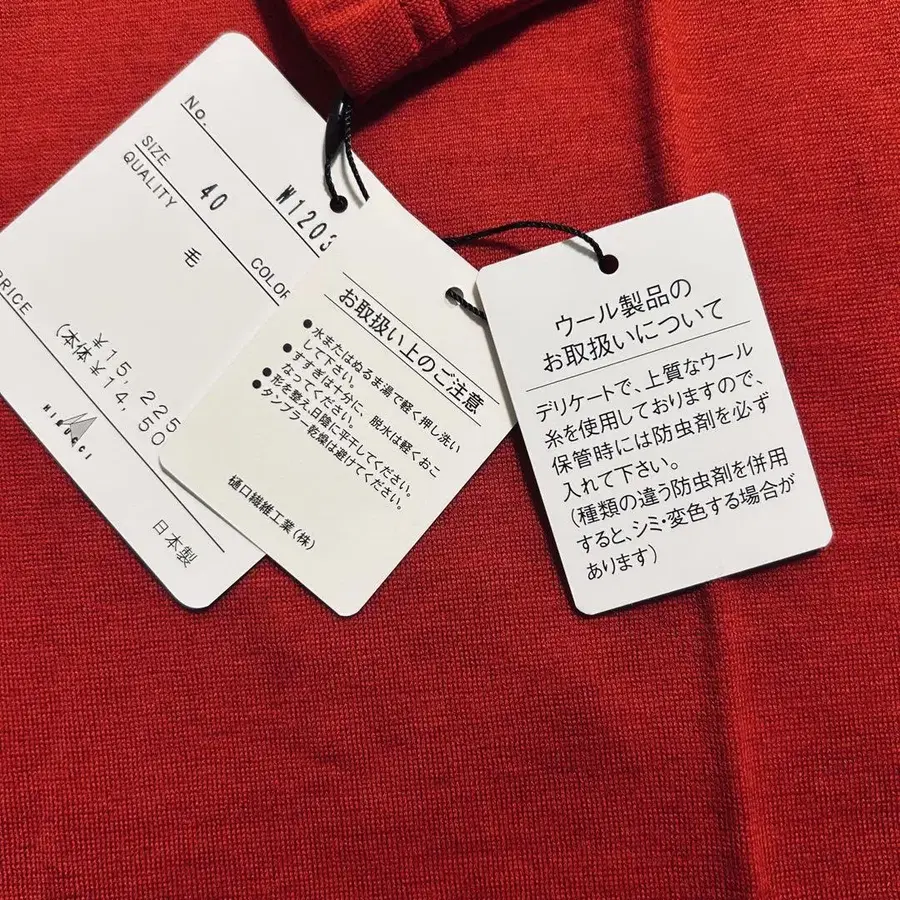 No.
W1203
SIZE
40
COLOR
QUALITY
毛
PRICE
¥15,225
(本体¥14,50
HIGUCI
日本製
お取扱い上のご注意
●水またはぬるま湯で軽く押し洗い
して下さい。
●すすぎは十分に、脱水は軽くおこ
なってください。
●形を整え日陰に平干してください。
●タンブラー乾燥は避けてください。
樋口繊維工業(株)
ウール製品の
お取扱いについて
デリケートで、上質なウール
糸を使用しておりますので、
保管時には防虫剤を必ず
入れて下さい。
(種類の違う防虫剤を併用
すると、シミ・変色する場合が
あります)